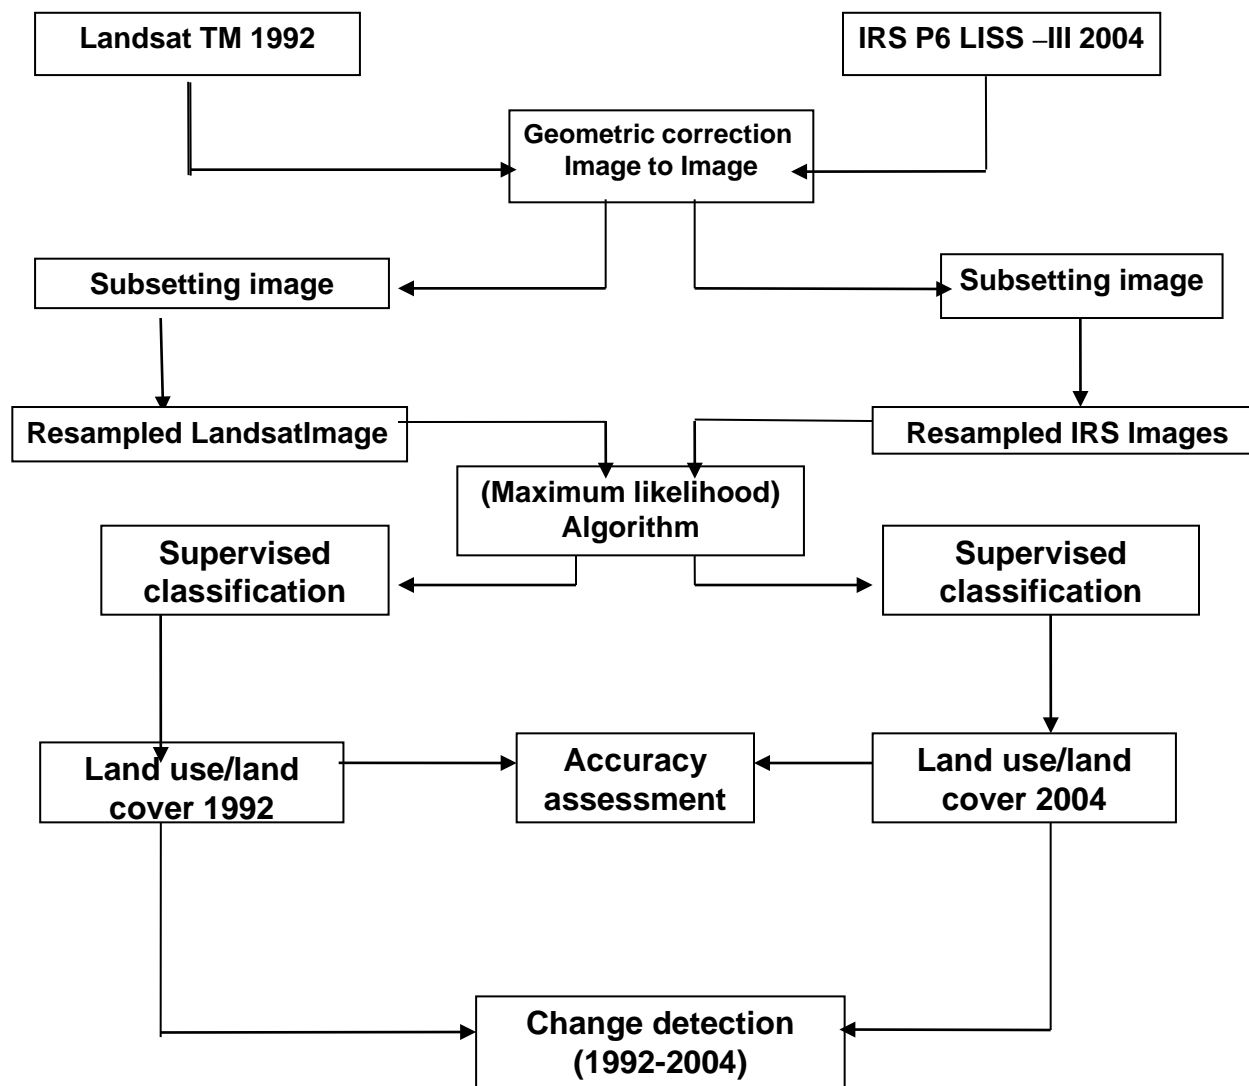 Landsat TM 1992
IRS P6 LISS –III 2004
Geometric correction
Image to Image
Subsetting image
Subsetting image
Resampled LandsatImage
Resampled IRS Images
(Maximum likelihood)
Algorithm
Supervised
classification
Supervised
classification
Land use/land
cover 1992
Accuracy
assessment
Land use/land
cover 2004
Change detection
(1992-2004)